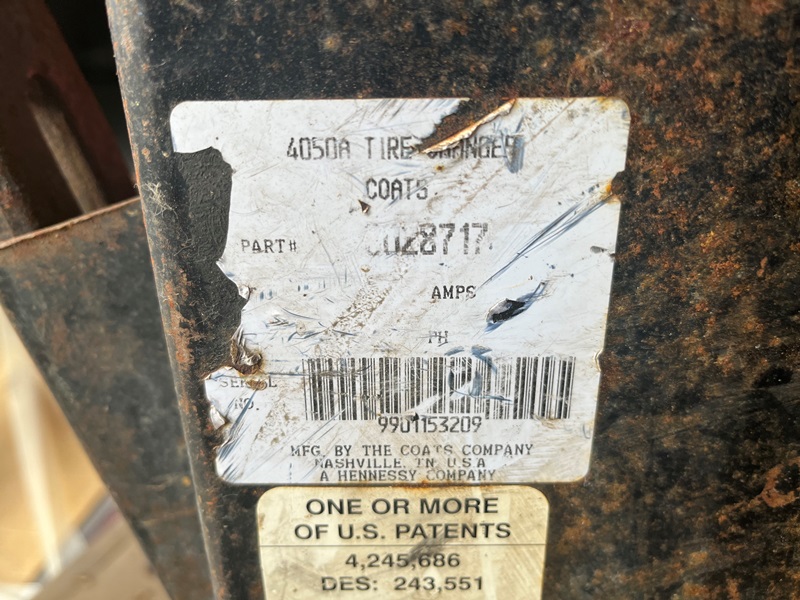 4050A TIRE CHANGER
COATS
PART# 8028717
AMPS
PH
SERIAL
NO.
9901153209
MFG. BY THE COATS COMPANY
NASHVILLE, TN, U.S.A
A HENNESSY COMPANY
ONE OR MORE
OF U.S. PATENTS
4,245,686
DES: 243,551